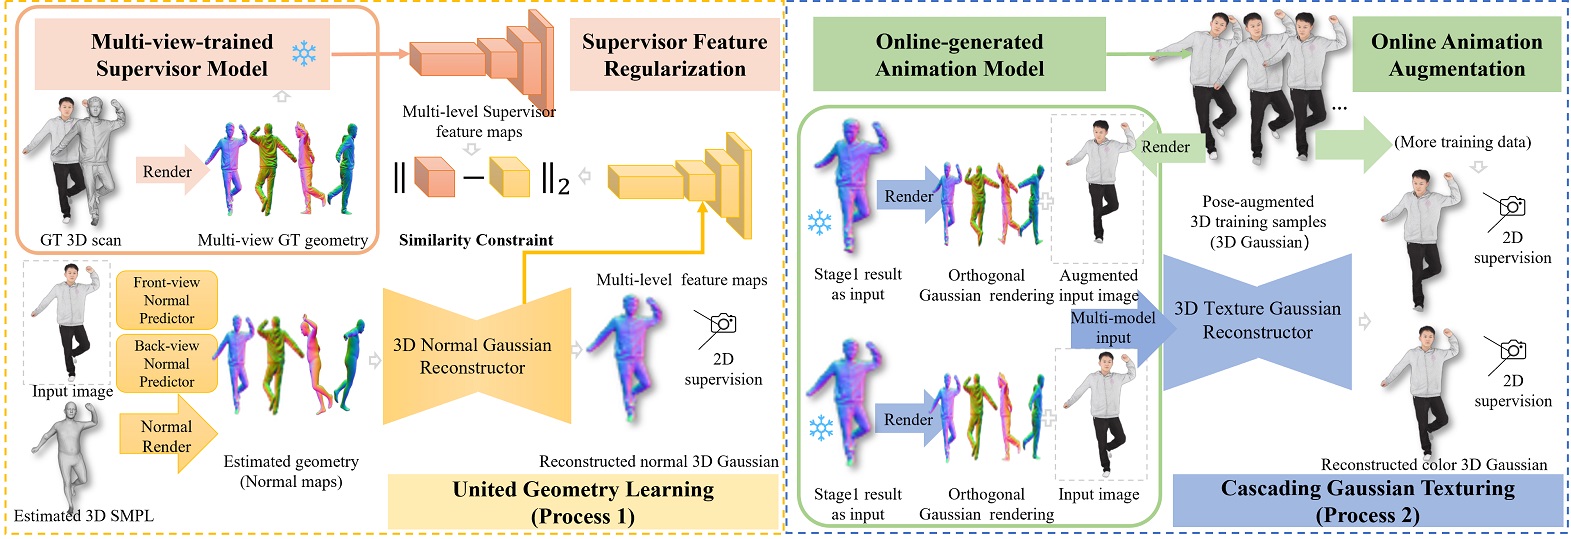 Multi-view-trained
Supervisor Model
Supervisor Feature
Regularization
Multi-level Supervisor
feature maps
Render
GT 3D scan
Multi-view GT geometry
‖ − ‖2
Similarity Constraint
Multi-level feature maps
Front-view
Normal
Predictor
Back-view
Normal
Predictor
Input image
Normal
Render
Estimated 3D SMPL
Estimated geometry
(Normal maps)
3D Normal Gaussian
Reconstructor
2D
supervision
Reconstructed normal 3D Gaussian
United Geometry Learning
(Process 1)
Online-generated
Animation Model
Online Animation
Augmentation
...
Render
(More training data)
Pose-augmented
3D training samples
(3D Gaussian)
Render
Stage1 result
as input
Orthogonal
Gaussian rendering
Augmented
input image
Multi-model
input
3D Texture Gaussian
Reconstructor
2D
supervision
Render
Stage1 result
as input
Orthogonal
Gaussian rendering
Input image
2D
supervision
Reconstructed color 3D Gaussian
Cascading Gaussian Texturing
(Process 2)